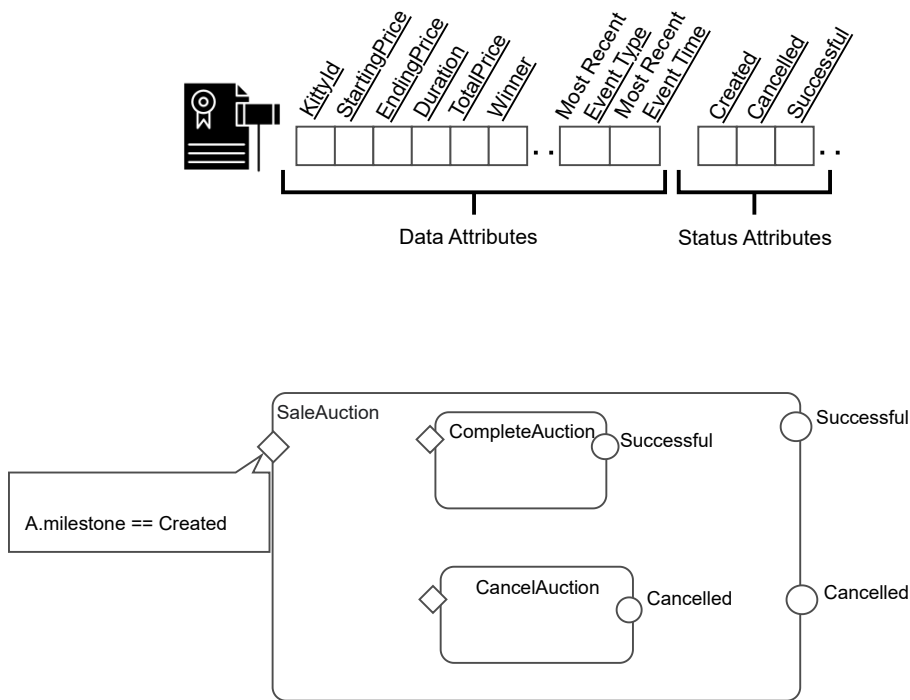 KittyId
StartingPrice
EndingPrice
Duration
TotalPrice
Winner
Most Recent
Event Type
Most Recent
Event Time
Created
Cancelled
Successful
. .
. .
Data Attributes
Status Attributes
SaleAuction
CompleteAuction
Successful
Successful
A.milestone == Created
CancelAuction
Cancelled
Cancelled